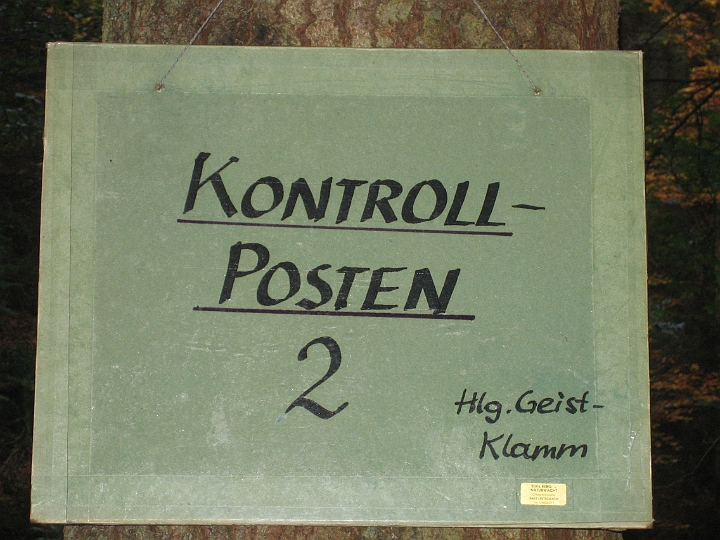 KONTROLL-
POSTEN
2
Hlg. Geist-
Klamm